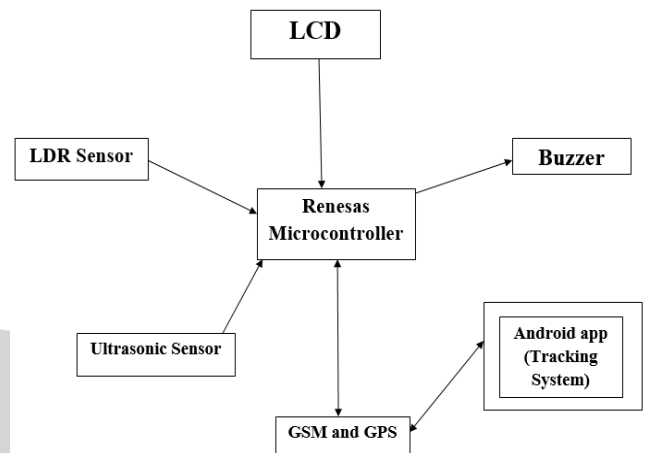 LCD
LDR Sensor
Buzzer
Renesas
Microcontroller
Ultrasonic Sensor
Android app
(Tracking
System)
GSM and GPS